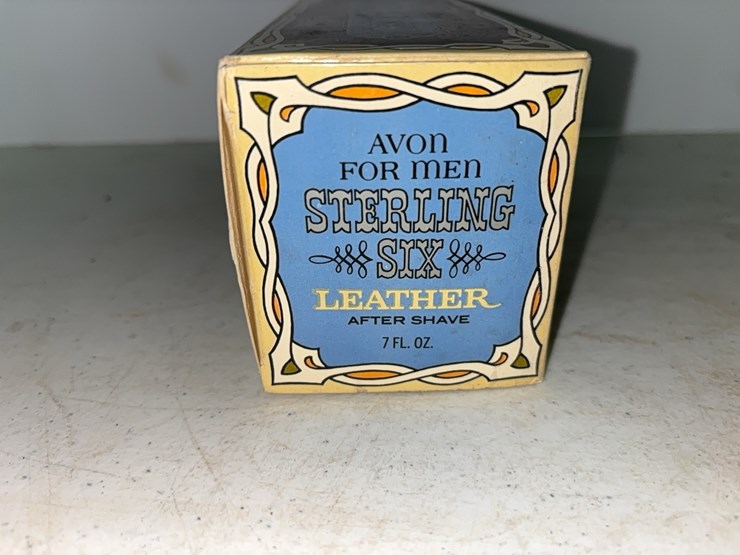 AVON
FOR MEN
STERLING
SIX
LEATHER
AFTER SHAVE
7 FL. OZ.